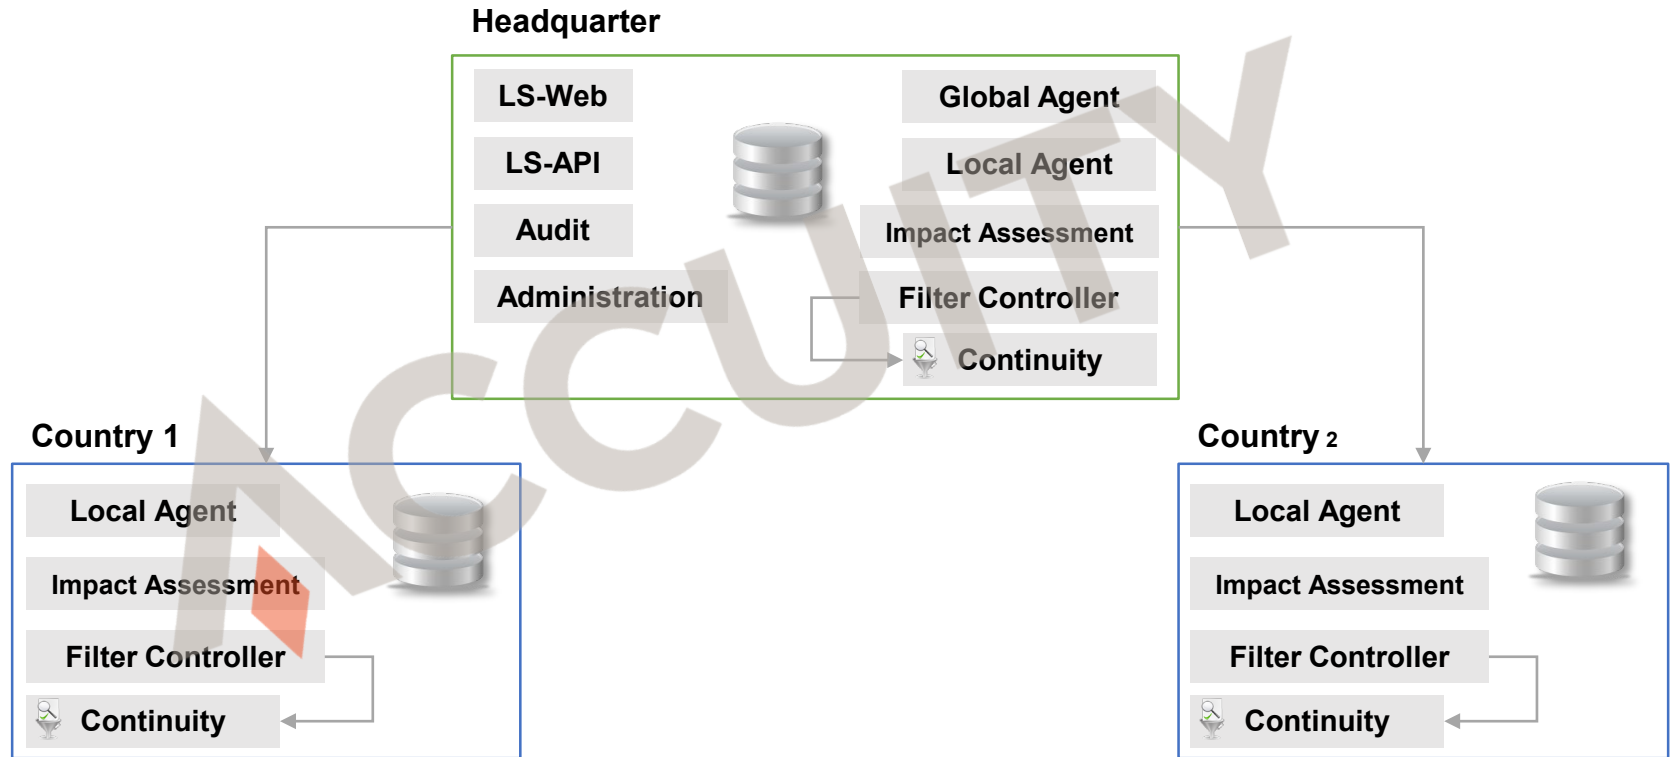 Headquarter
LS-Web
Global Agent
LS-API
Local Agent
Audit
Impact Assessment
Administration
Filter Controller
Continuity
ACCUITY
Country 1
Local Agent
Impact Assessment
Filter Controller
Continuity
Country 2
Local Agent
Impact Assessment
Filter Controller
Continuity